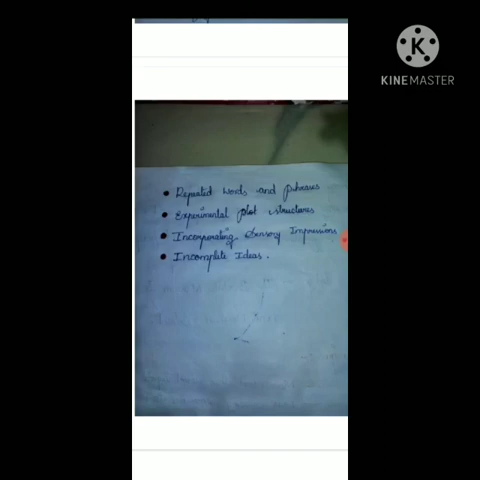 K
KINEMASTER
• Repeated words and phrases
• Experimental plot structures
• Incorporating Sensory Impressions
• Incomplete Ideas.